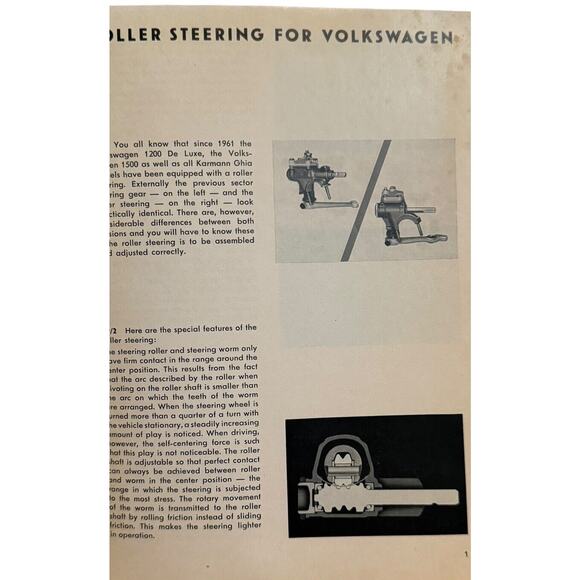 OLLER STEERING FOR VOLKSWAGEN
You all know that since 1961 the
swagen 1200 De Luxe, the Volks-
en 1500 as well as all Karmann Ghia
els have been equipped with a roller
ring. Externally the previous sector
ring gear — on the left — and the
er steering — on the right — look
ctically identical. There are, however,
siderable differences between both
sions and you will have to know these
the roller steering is to be assembled
d adjusted correctly.
/2 Here are the special features of the
ller steering:
e steering roller and steering worm only
ave firm contact in the range around the
enter position. This results from the fact
at the arc described by the roller when
ivoting on the roller shaft is smaller than
he arc on which the teeth of the worm
re arranged. When the steering wheel is
urned more than a quarter of a turn with
he vehicle stationary, a steadily increasing
mount of play is noticed. When driving,
owever, the self-centering force is such
hat this play is not noticeable. The roller
haft is adjustable so that perfect contact
can always be achieved between roller
and worm in the center position — the
range in which the steering is subjected
to the most stress. The rotary movement
of the worm is transmitted to the roller
shaft by rolling friction instead of sliding
friction. This makes the steering lighter
in operation.
1